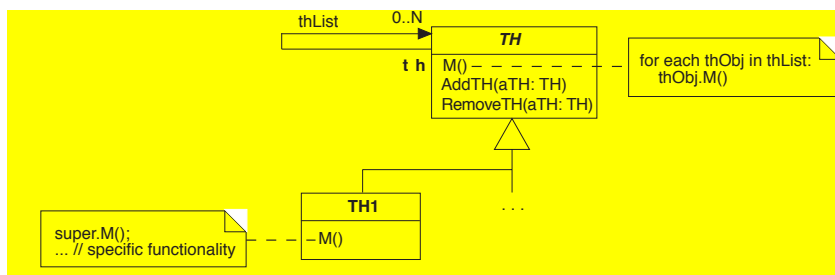 thList
0..N
TH
t h
M()
AddTH(aTH: TH)
RemoveTH(aTH: TH)
for each thObj in thList:
thObj.M()
TH1
M()
. . .
super.M();
... // specific functionality